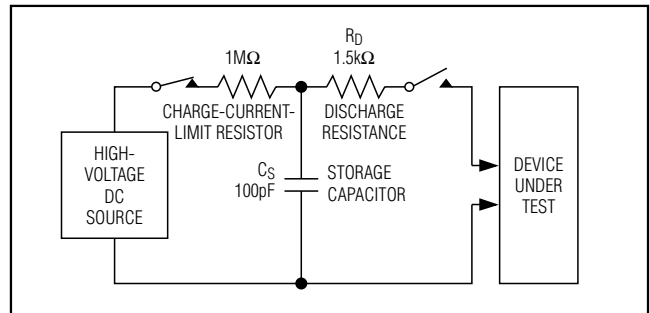 R_D
1MΩ
1.5kΩ
CHARGE-CURRENT-
LIMIT RESISTOR
DISCHARGE
RESISTANCE
HIGH-
VOLTAGE
DC
SOURCE
C_S
100pF
STORAGE
CAPACITOR
DEVICE
UNDER
TEST